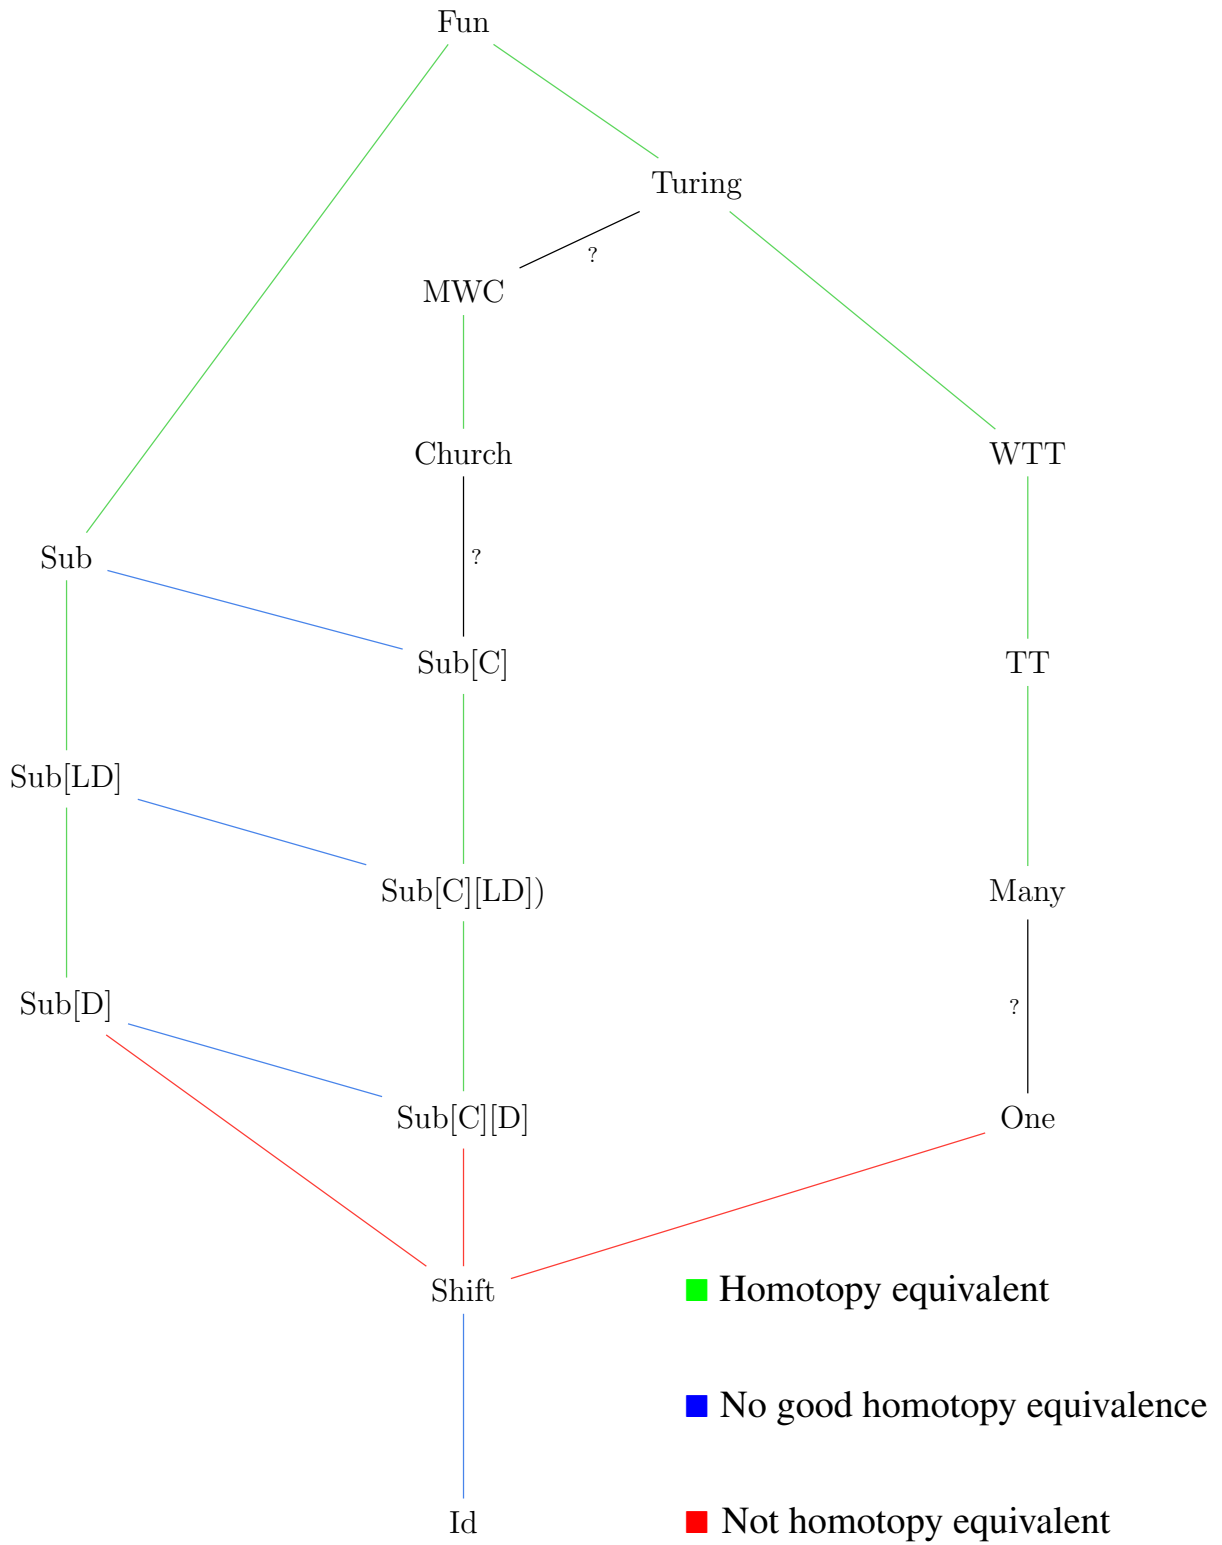 Fun
Turing
?
MWC
Church
WTT
Sub
?
Sub[C]
TT
Sub[LD]
Sub[C][LD])
Many
Sub[D]
?
Sub[C][D]
One
Shift
Homotopy equivalent
No good homotopy equivalence
Id
Not homotopy equivalent